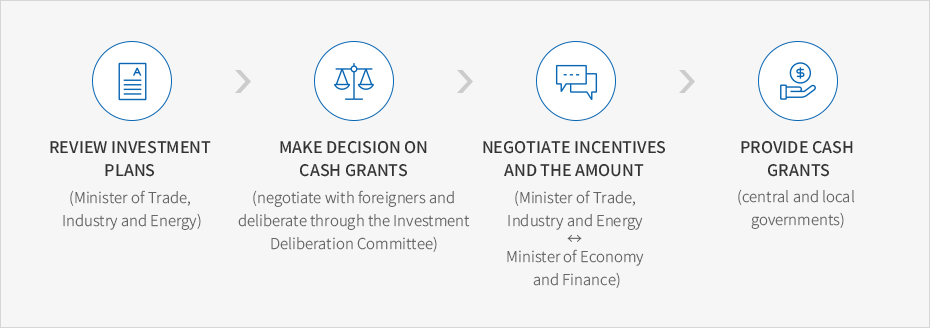 A
REVIEW INVESTMENT
PLANS
(Minister of Trade,
Industry and Energy)
MAKE DECISION ON
CASH GRANTS
(negotiate with foreigners and
deliberate through the Investment
Deliberation Committee)
NEGOTIATE INCENTIVES
AND THE AMOUNT
(Minister of Trade,
Industry and Energy
↔
Minister of Economy
and Finance)
$
PROVIDE CASH
GRANTS
(central and local
governments)